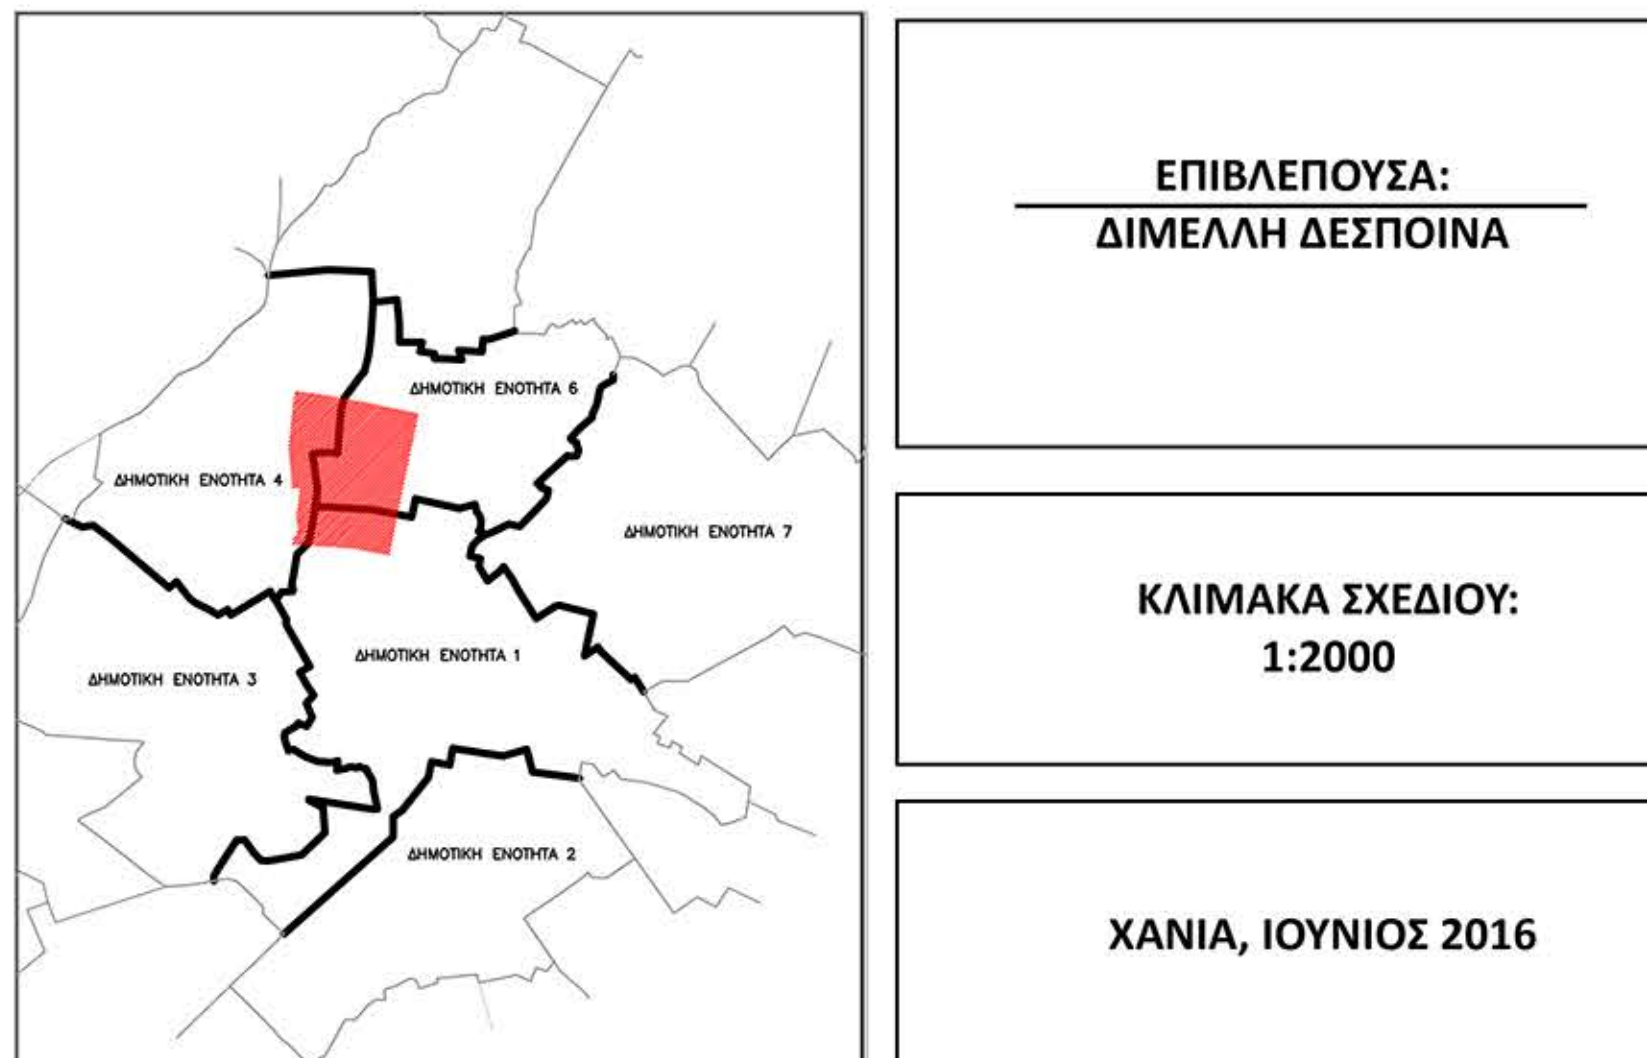 ΔΗΜΟΤΙΚΗ ΕΝΟΤΗΤΑ 6
ΔΗΜΟΤΙΚΗ ΕΝΟΤΗΤΑ 4
ΔΗΜΟΤΙΚΗ ΕΝΟΤΗΤΑ 7
ΔΗΜΟΤΙΚΗ ΕΝΟΤΗΤΑ 1
ΔΗΜΟΤΙΚΗ ΕΝΟΤΗΤΑ 3
ΔΗΜΟΤΙΚΗ ΕΝΟΤΗΤΑ 2
ΕΠΙΒΛΕΠΟΥΣΑ:
ΔΙΜΕΛΛΗ ΔΕΣΠΟΙΝΑ
ΚΛΙΜΑΚΑ ΣΧΕΔΙΟΥ:
1:2000
ΧΑΝΙΑ, ΙΟΥΝΙΟΣ 2016